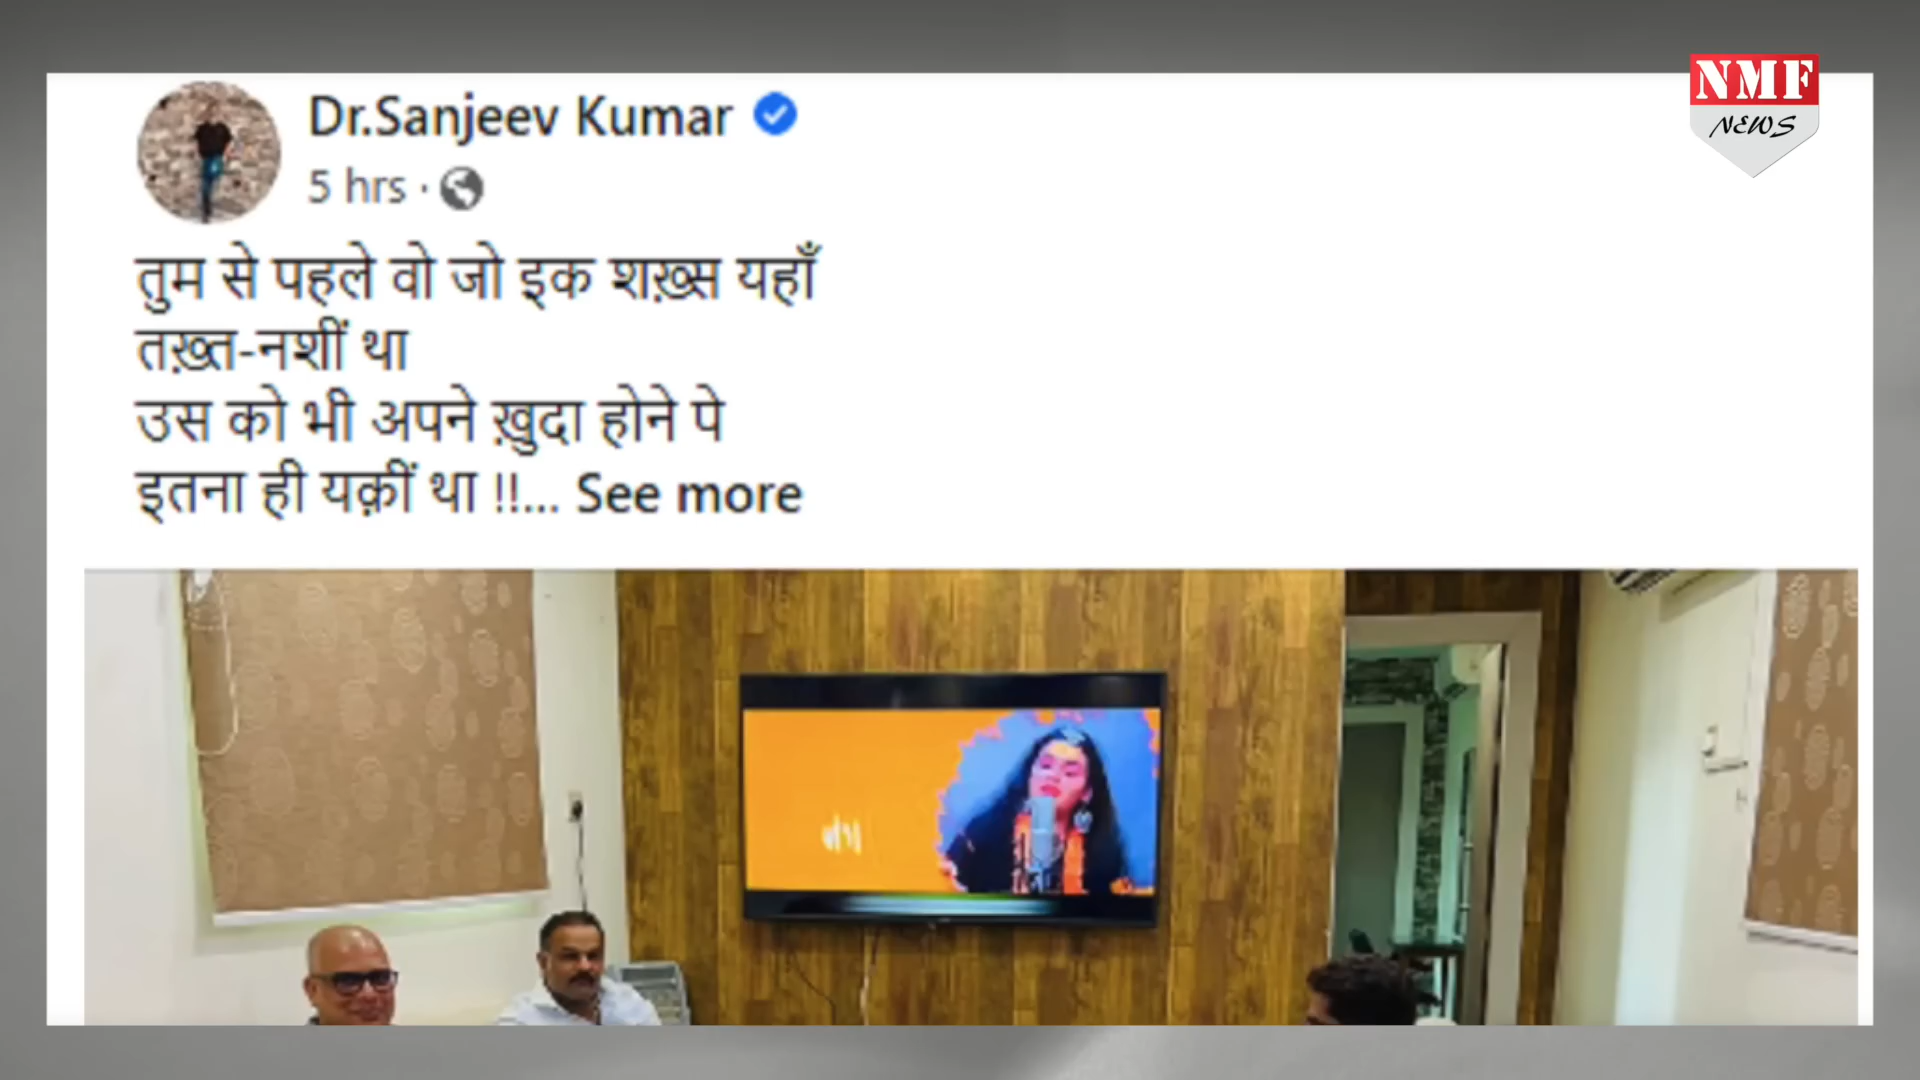 NMF
NEWS
Dr.Sanjeev Kumar
5 hrs ·
तुम से पहले वो जो इक शख़्स यहाँ
तख़्त-नशीं था
उस को भी अपने ख़ुदा होने पे
इतना ही यक़ीं था !!... See more